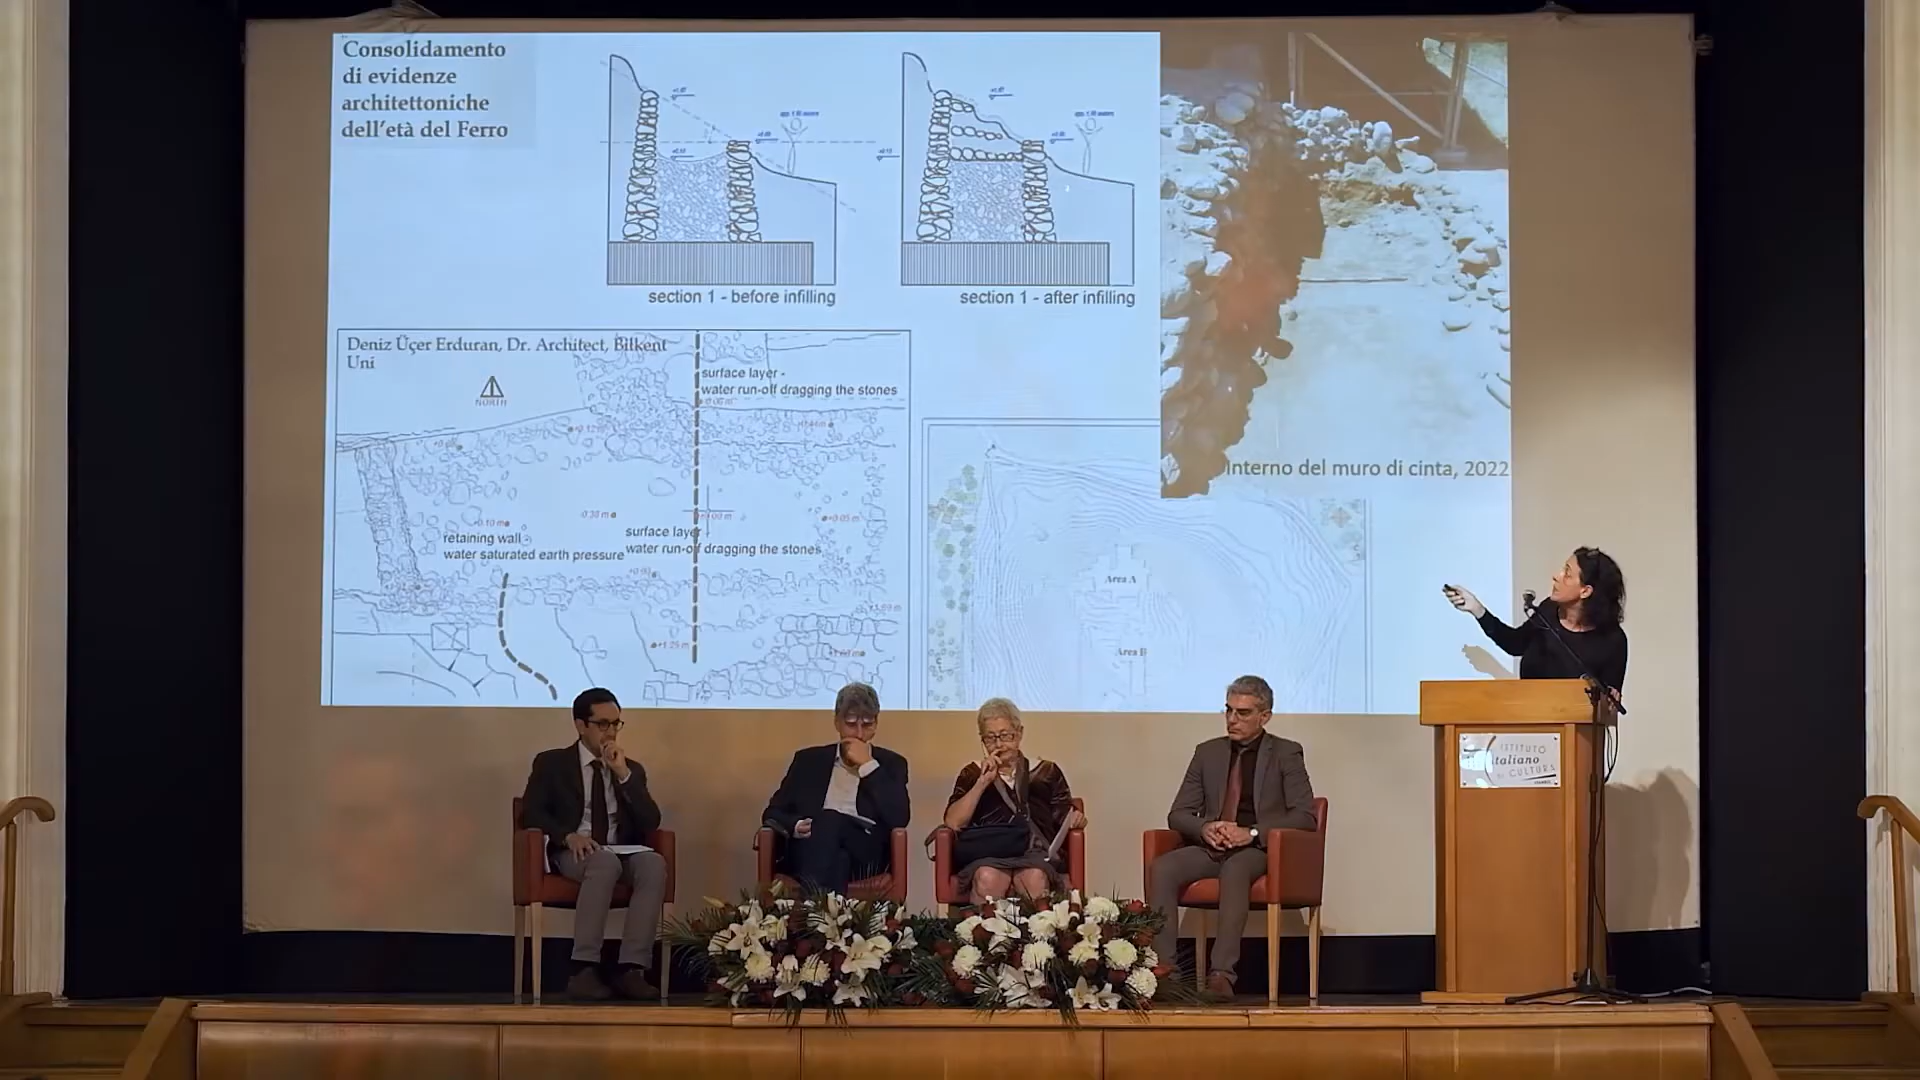 Consolidamento
di evidenze
architettoniche
dell'età del Ferro
section 1 - before infilling
section 1 - after infilling
Interno del muro di cinta, 2022
Deniz Üçer Erduran, Dr. Architect, Bilkent
Uni
NORTH
surface layer -
water run-off dragging the stones
surface layer
water run-off dragging the stones
retaining wall -
water saturated earth pressure
Area A
Area B
ISTITUTO
italiano
DI CULTURA